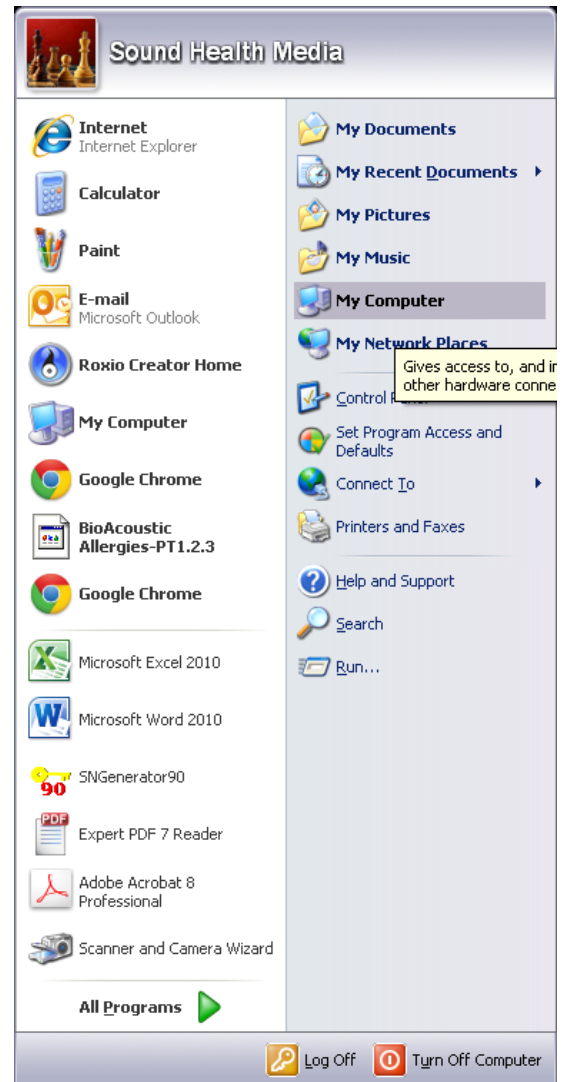 Sound Health Media
Internet
Internet Explorer
Calculator
Paint
E-mail
Microsoft Outlook
Roxio Creator Home
My Computer
Google Chrome
BioAcoustic
Allergies-PT1.2.3
Google Chrome
Microsoft Excel 2010
Microsoft Word 2010
90
SNGenerator90
PDF
Expert PDF 7 Reader
Adobe Acrobat 8
Professional
Scanner and Camera Wizard
All Programs
My Documents
My Recent Documents
My Pictures
My Music
My Computer
My Network Places
Gives access to, and in
other hardware conne
Control
Set Program Access and
Defaults
Connect To
Printers and Faxes
Help and Support
Search
Run...
Log Off
Turn Off Computer